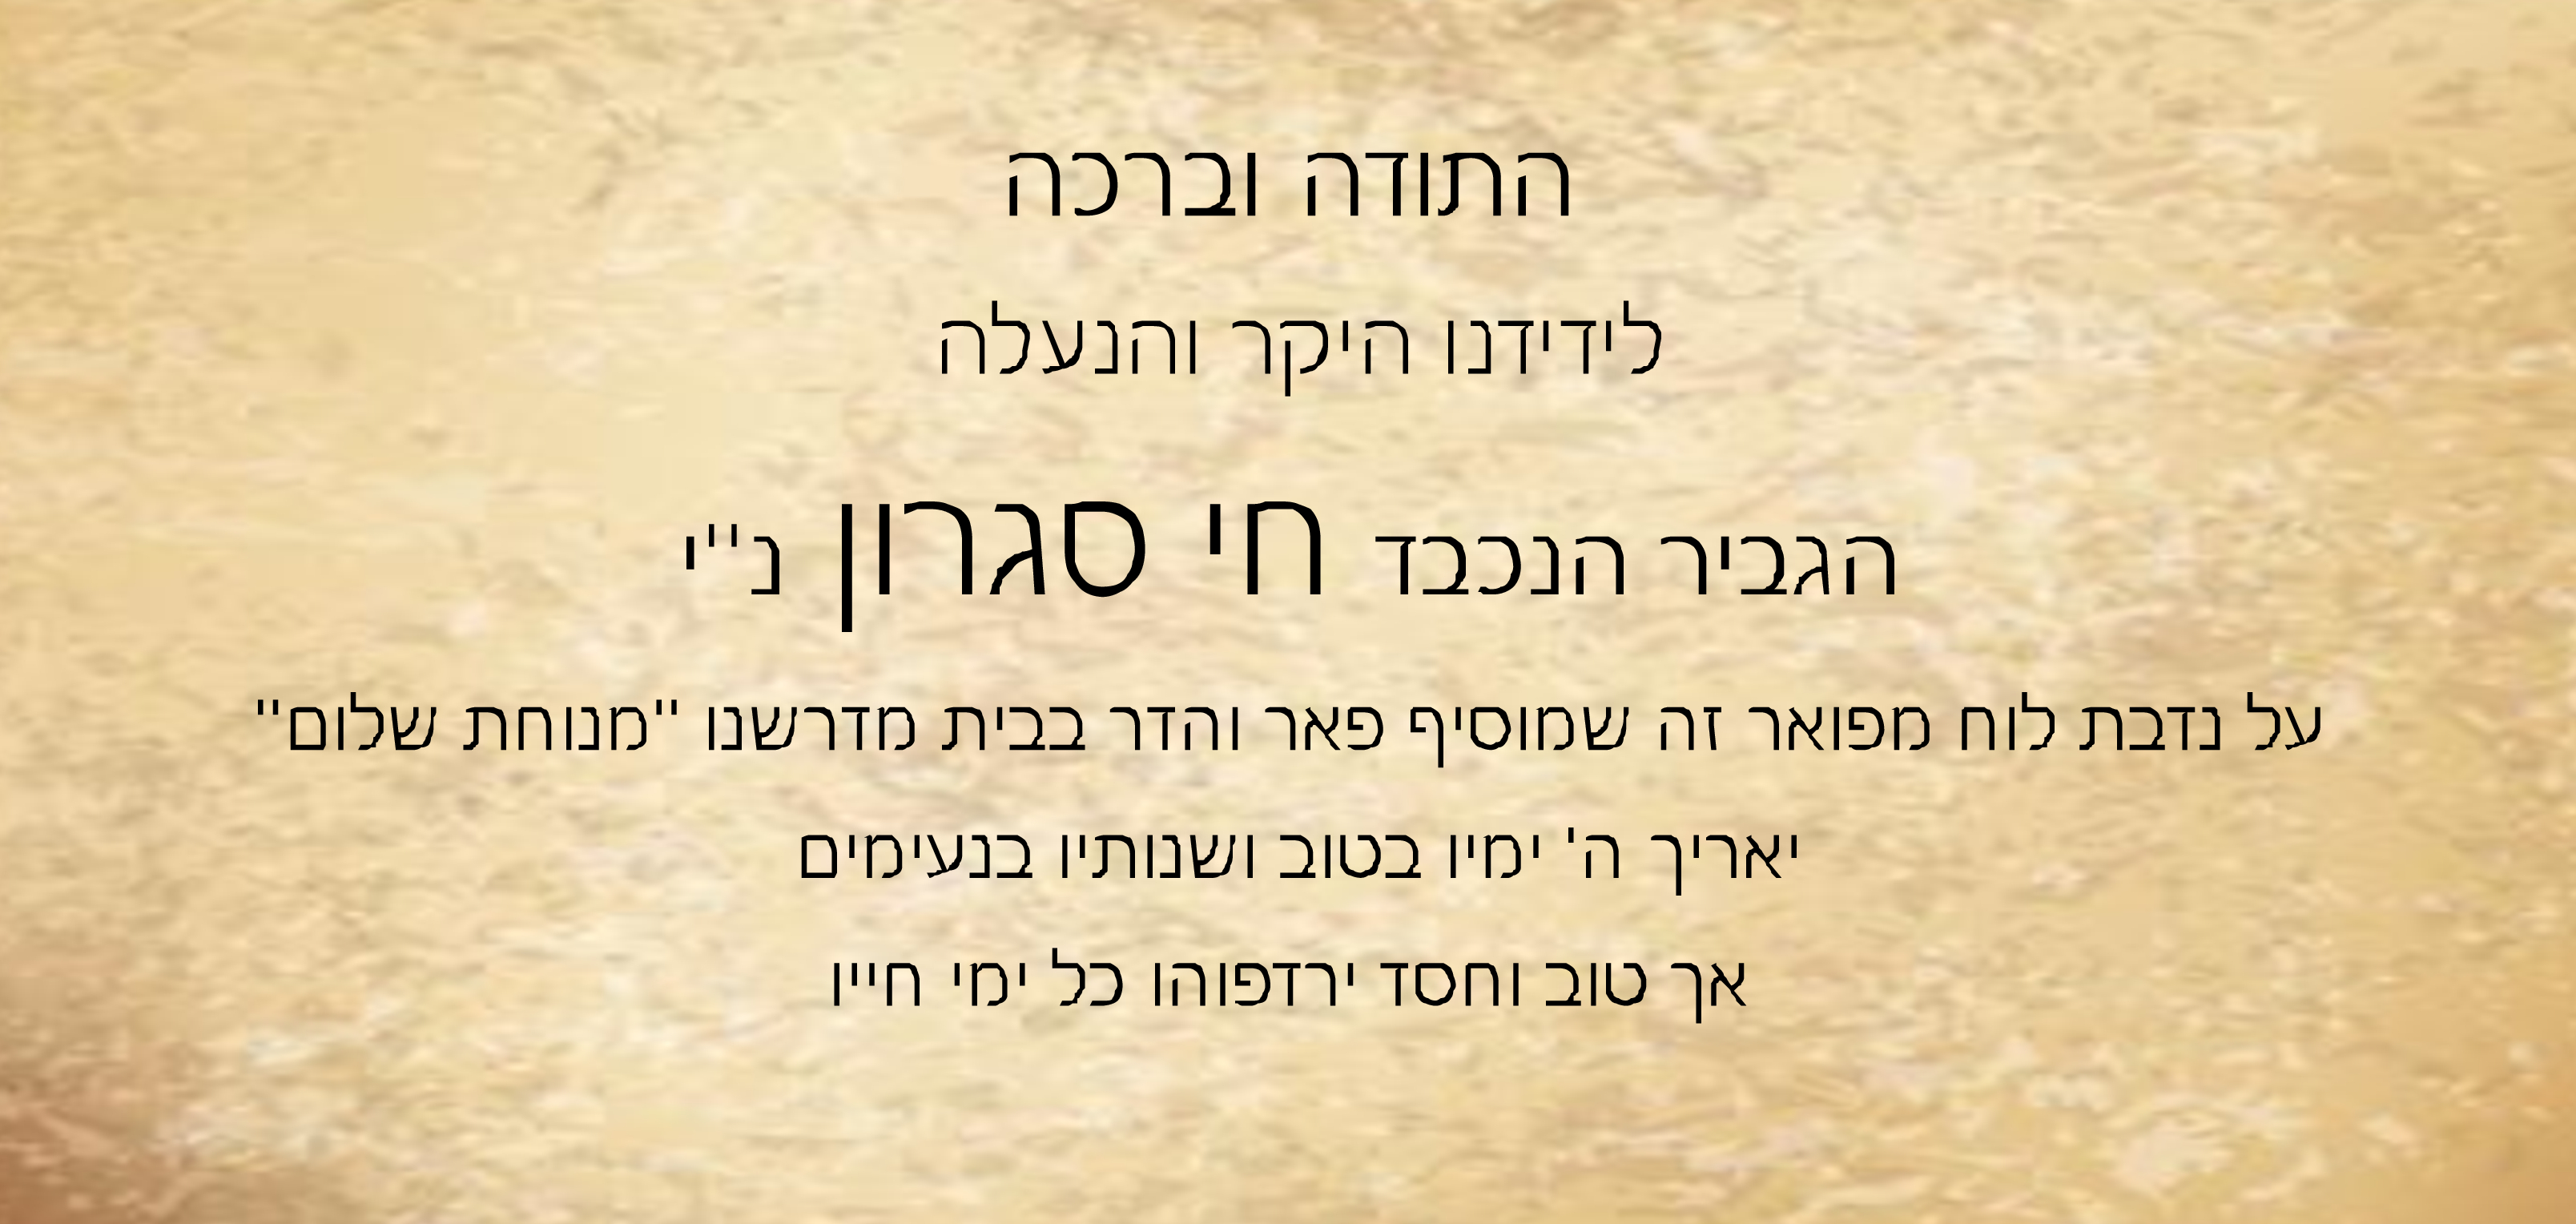 התודה וברכה
לידידנו היקר והנעלה
הגביר הנכבד חי סגרון נ''י
על נדבת לוח מפואר זה שמוסיף פאר והדר בבית מדרשנו ''מנוחת שלום''
יאריך ה' ימיו בטוב ושנותיו בנעימים
אך טוב וחסד ירדפוהו כל ימי חייו